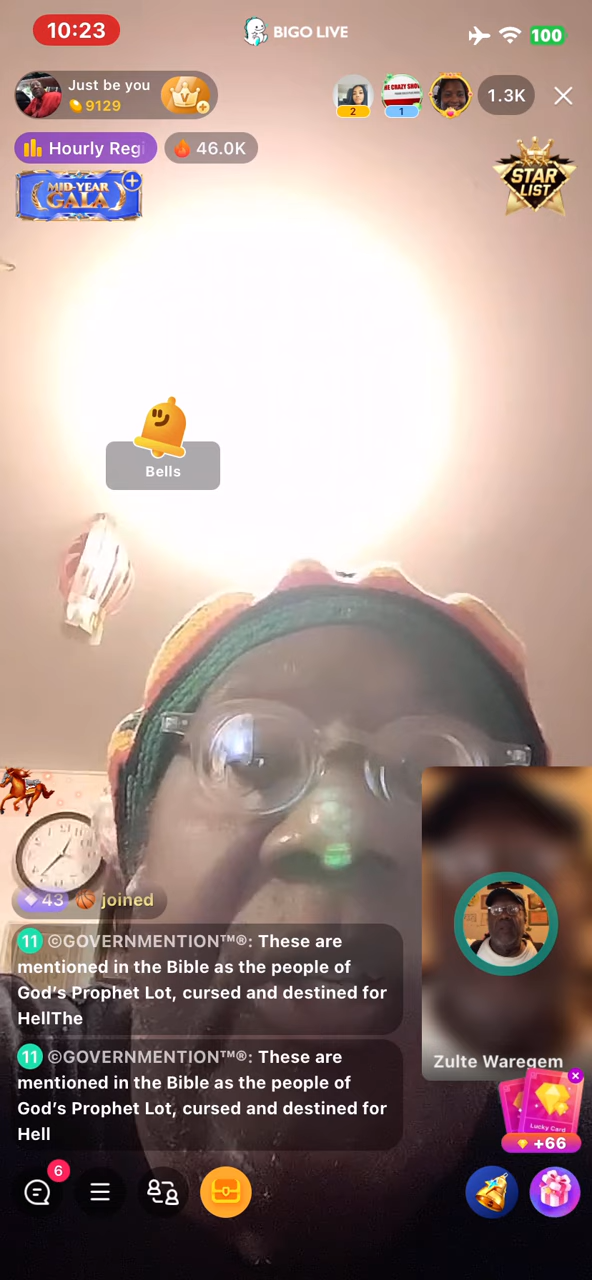 10:23
BIGO LIVE
100
Just be you
9129
2
1
1.3K
Hourly Regi
46.0K
MID-YEAR
GALA
STAR
LIST
Bells
43 joined
11 ©GOVERNMENTION™®: These are
mentioned in the Bible as the people of
God's Prophet Lot, cursed and destined for
HellThe
11 ©GOVERNMENTION™®: These are
mentioned in the Bible as the people of
God's Prophet Lot, cursed and destined for
Hell
Zulte Waregem
Lucky Card
+66
6